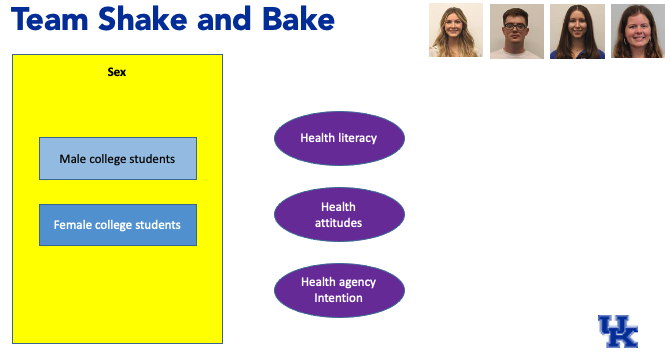 Team Shake and Bake
Sex
Male college students
Female college students
Health literacy
Health
attitudes
Health agency
Intention
UK